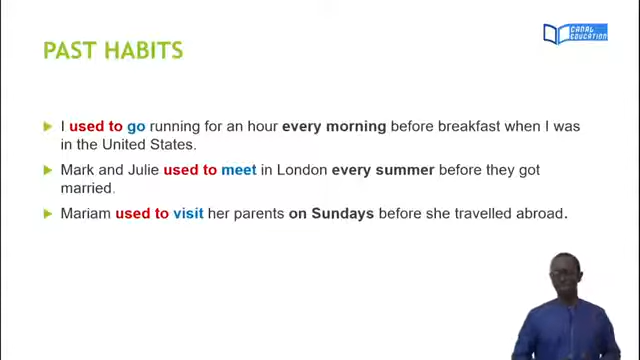 CANAL
EDUCATION
PAST HABITS
I used to go running for an hour every morning before breakfast when I was
in the United States.
Mark and Julie used to meet in London every summer before they got
married.
Mariam used to visit her parents on Sundays before she travelled abroad.